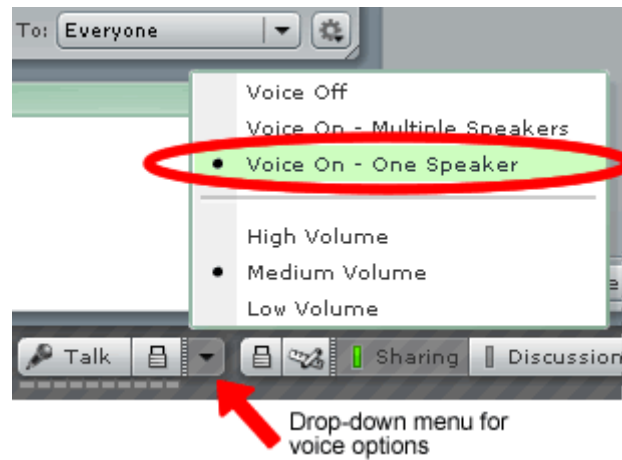 To: Everyone
Voice Off
Voice On - Multiple Speakers
Voice On - One Speaker
High Volume
Medium Volume
Low Volume
Talk Sharing Discussion
Drop-down menu for
voice options